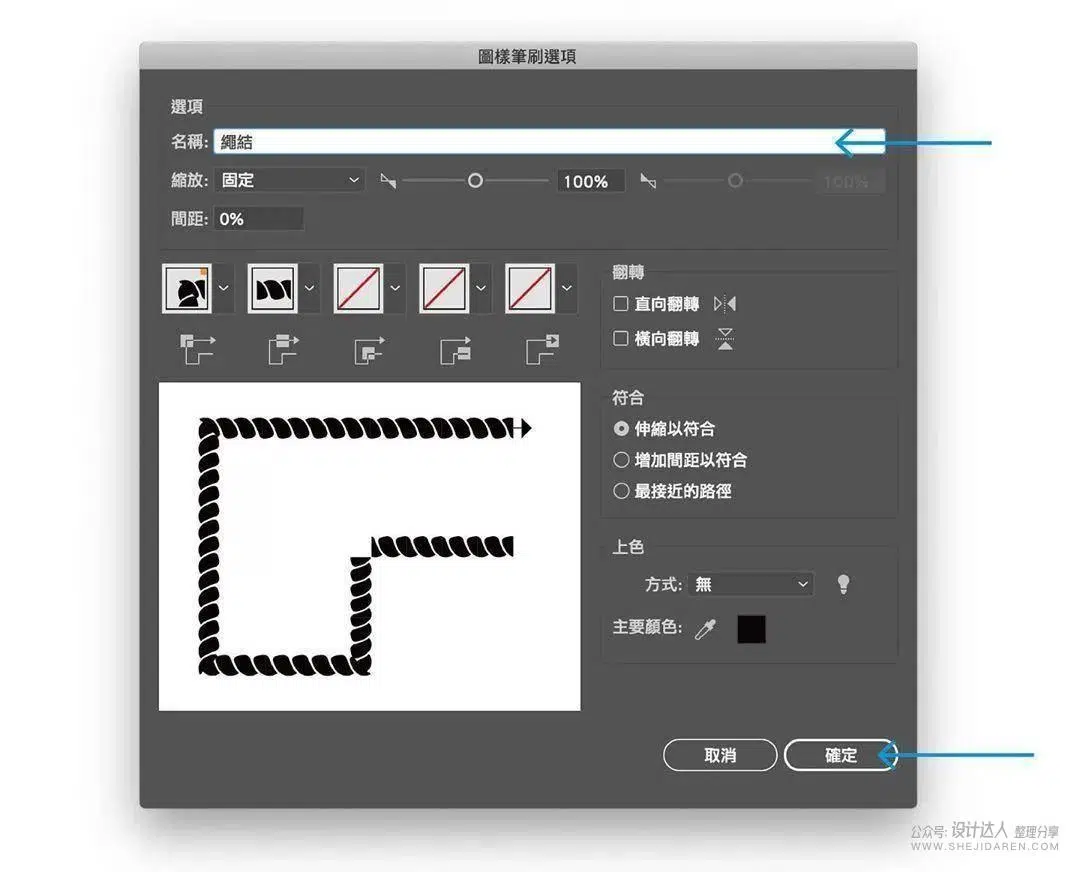 圖樣筆刷選項
選項
名稱: 繩結
縮放: 固定 100% 100%
間距: 0%
翻轉
直向翻轉
橫向翻轉
符合
伸縮以符合
增加間距以符合
最接近的路徑
上色
方式: 無
主要顏色:
取消 確定
公众号: 设计达人 整理分享
WWW.SHEJIDAREN.COM